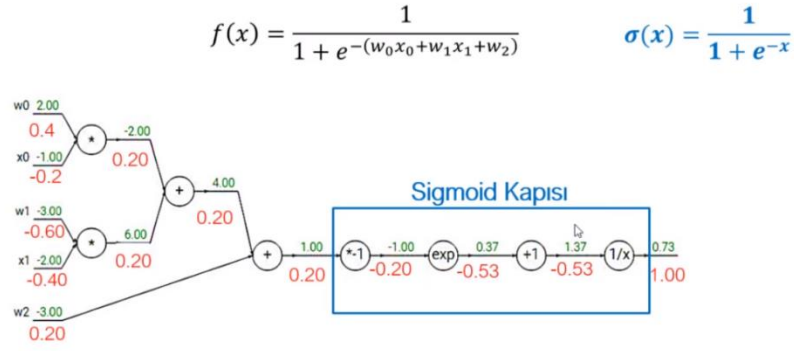 f(x) = 1 / (1 + e^-(w₀x₀+w₁x₁+w₂))
σ(x) = 1 / (1 + e^-x)
w0 2.00
0.4
*
-2.00
0.20
x0 -1.00
-0.2
+
4.00
0.20
w1 -3.00
-0.60
*
6.00
0.20
x1 -2.00
-0.40
w2 -3.00
0.20
+
1.00
0.20
Sigmoid Kapısı
*-1
-1.00
-0.20
exp
0.37
-0.53
+1
1.37
-0.53
1/x
0.73
1.00